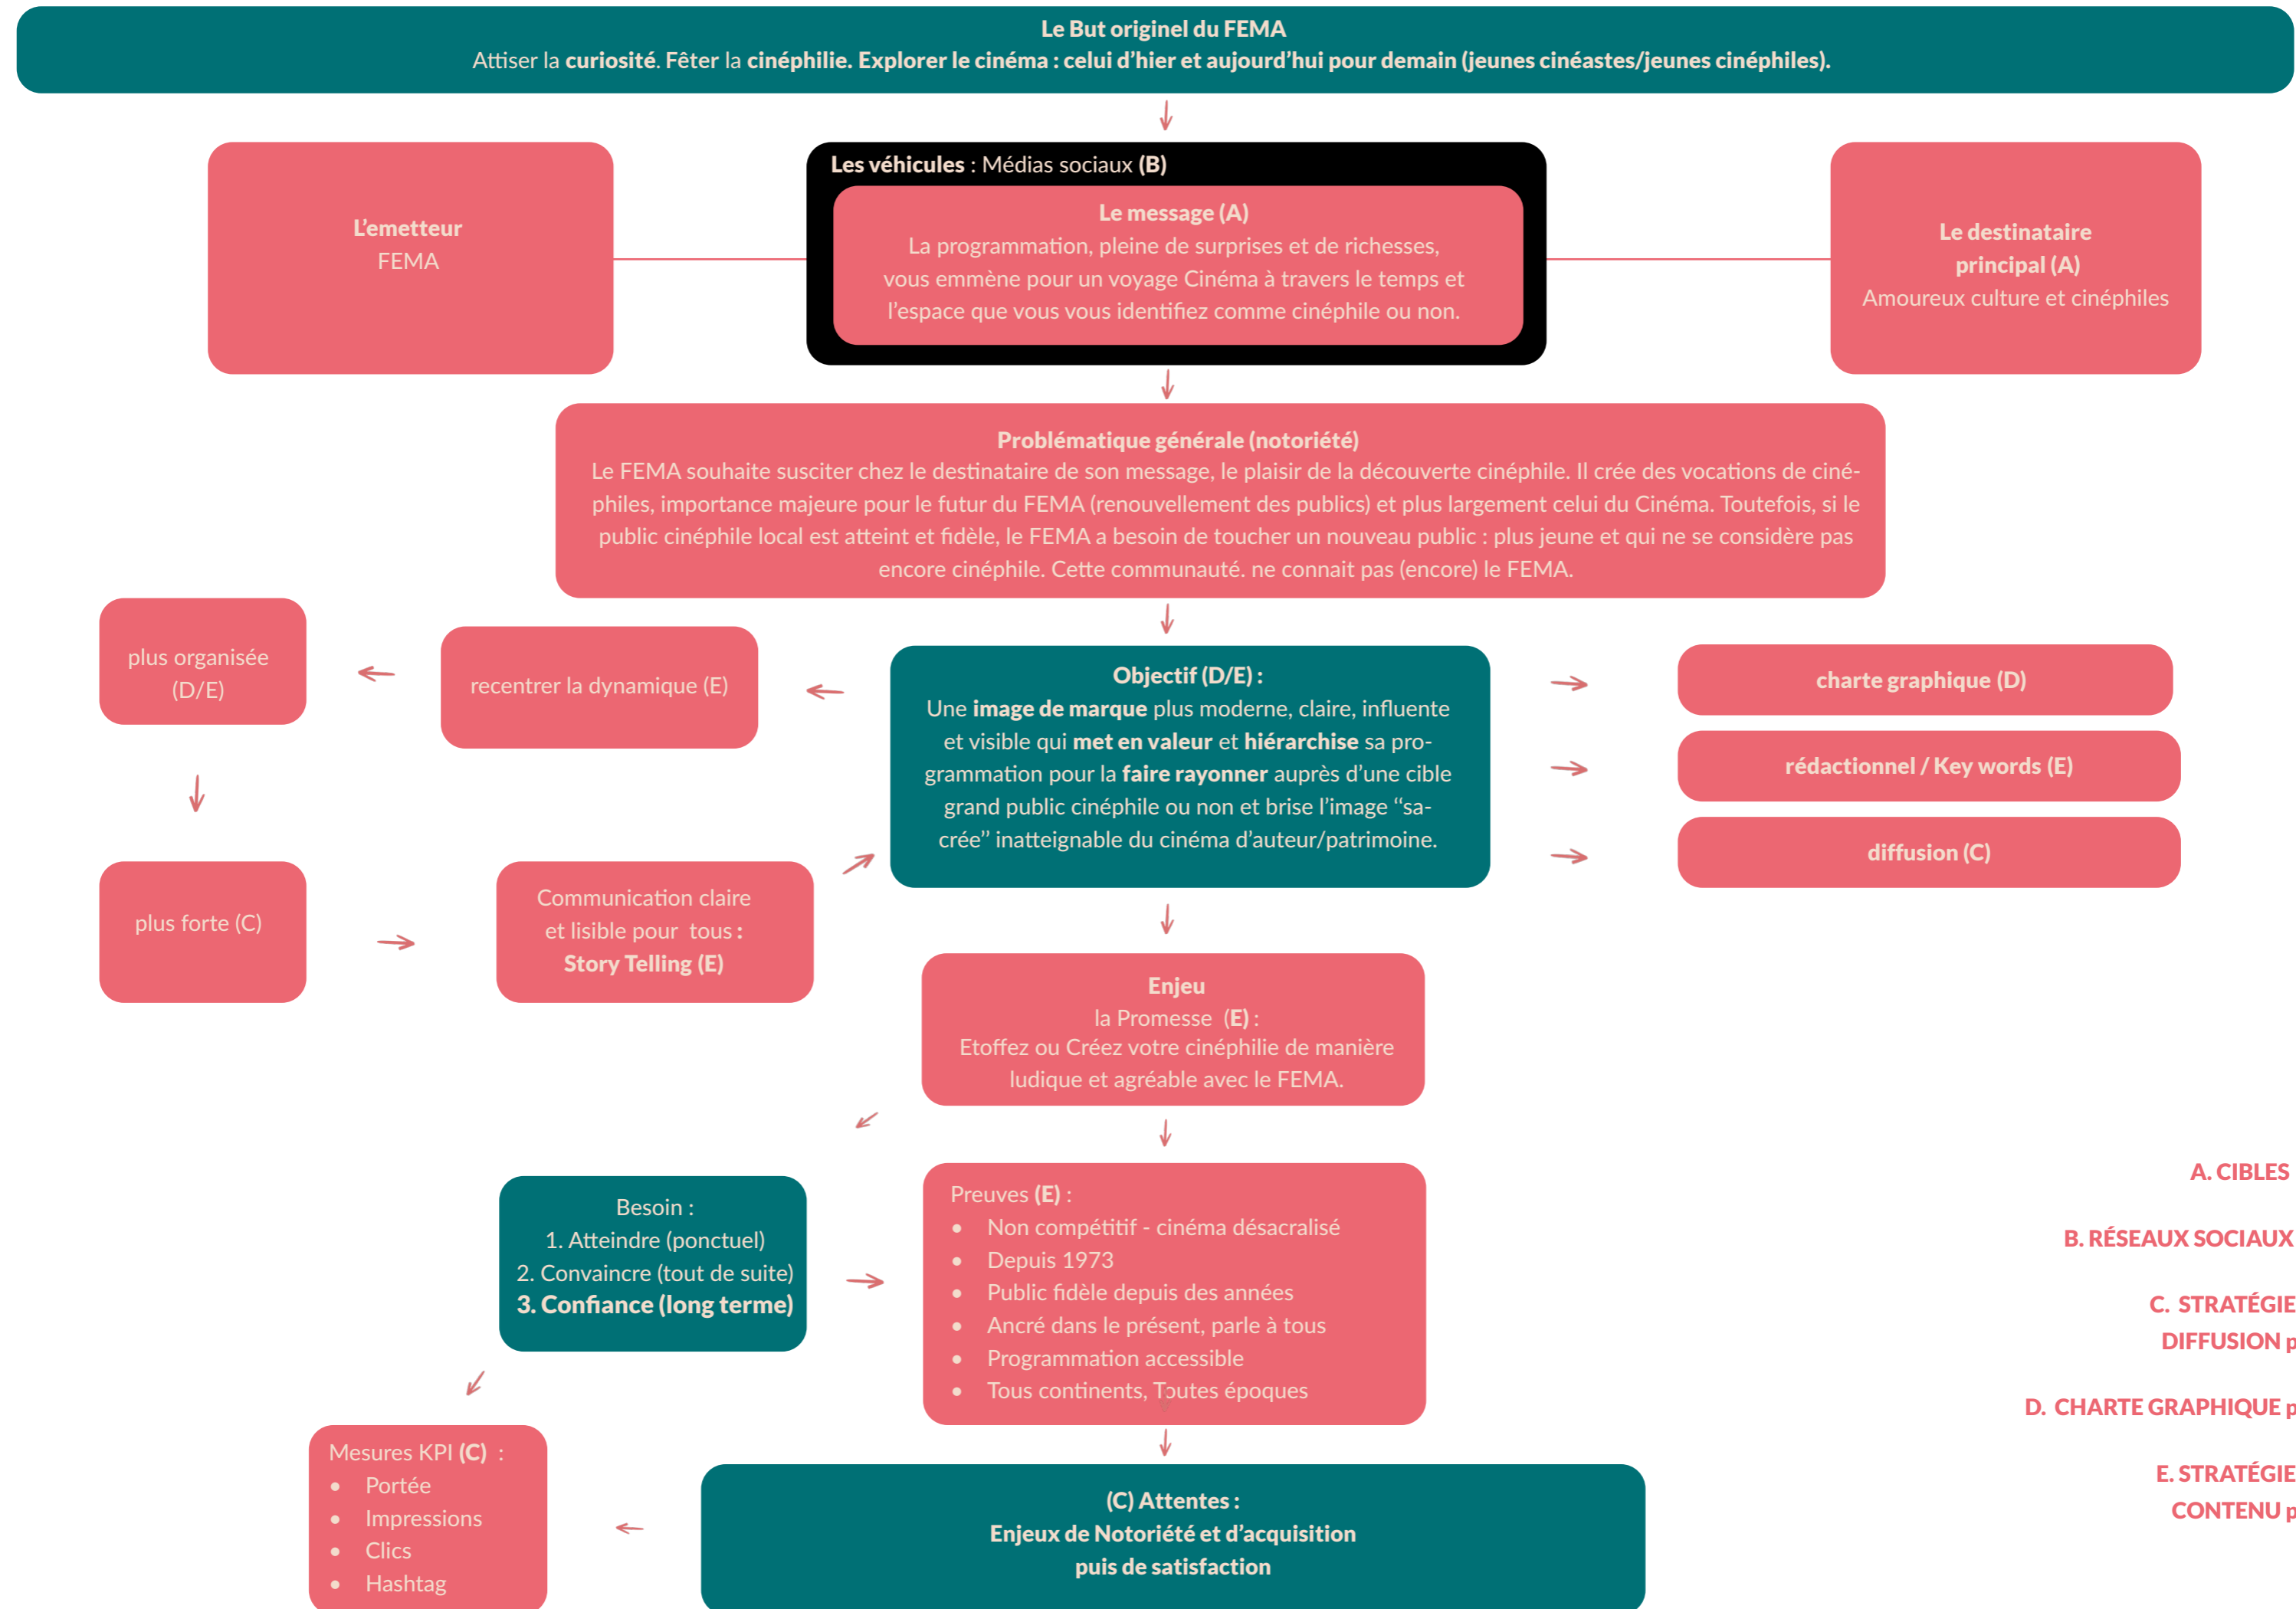 Le But originel du FEMA
Attiser la curiosité. Fêter la cinéphilie. Explorer le cinéma : celui d’hier et aujourd’hui pour demain (jeunes cinéastes/jeunes cinéphiles).
L’emetteur
FEMA
Les véhicules : Médias sociaux (B)
Le message (A)
La programmation, pleine de surprises et de richesses,
vous emmène pour un voyage Cinéma à travers le temps et
l’espace que vous vous identifiez comme cinéphile ou non.
Le destinataire
principal (A)
Amoureux culture et cinéphiles
Problématique générale (notoriété)
Le FEMA souhaite susciter chez le destinataire de son message, le plaisir de la découverte cinéphile. Il crée des vocations de ciné-
philes, importance majeure pour le futur du FEMA (renouvellement des publics) et plus largement celui du Cinéma. Toutefois, si le
public cinéphile local est atteint et fidèle, le FEMA a besoin de toucher un nouveau public : plus jeune et qui ne se considère pas
encore cinéphile. Cette communauté. ne connait pas (encore) le FEMA.
plus organisée
(D/E)
recentrer la dynamique (E)
Objectif (D/E) :
Une image de marque plus moderne, claire, influente
et visible qui met en valeur et hiérarchise sa pro-
grammation pour la faire rayonner auprès d’une cible
grand public cinéphile ou non et brise l’image ‘‘sa-
crée’’ inatteignable du cinéma d’auteur/patrimoine.
charte graphique (D)
rédactionnel / Key words (E)
diffusion (C)
plus forte (C)
Communication claire
et lisible pour tous :
Story Telling (E)
Enjeu
la Promesse (E) :
Etoffez ou Créez votre cinéphilie de manière
ludique et agréable avec le FEMA.
Besoin :
1. Atteindre (ponctuel)
2. Convaincre (tout de suite)
3. Confiance (long terme)
Preuves (E) :
• Non compétitif - cinéma désacralisé
• Depuis 1973
• Public fidèle depuis des années
• Ancré dans le présent, parle à tous
• Programmation accessible
• Tous continents, Toutes époques
Mesures KPI (C) :
• Portée
• Impressions
• Clics
• Hashtag
(C) Attentes :
Enjeux de Notoriété et d’acquisition
puis de satisfaction
A. CIBLES
B. RÉSEAUX SOCIAUX
C. STRATÉGIE
DIFFUSION p
D. CHARTE GRAPHIQUE p
E. STRATÉGIE
CONTENU p